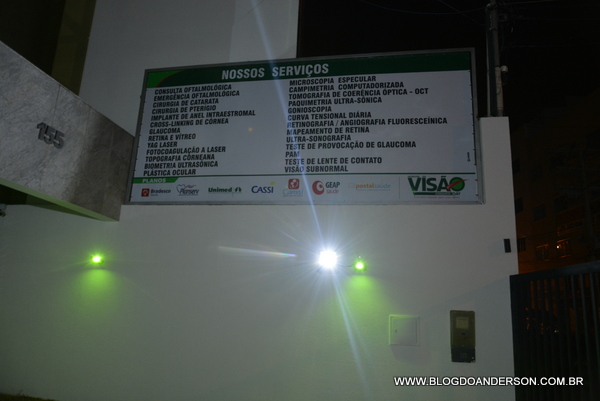 155
NOSSOS SERVIÇOS
CONSULTA OFTALMOLÓGICA
EMERGÊNCIA OFTALMOLÓGICA
CIRURGIA DE CATARATA
CIRURGIA DE PTERÍGIO
IMPLANTE DE ANEL INTRAESTROMAL
CROSS-LINKING DE CÓRNEA
GLAUCOMA
RETINA E VÍTREO
YAG LASER
FOTOCOAGULAÇÃO A LASER
TOPOGRAFIA CÓRNEANA
BIOMETRIA ULTRASÔNICA
PLÁSTICA OCULAR
MICROSCOPIA ESPECULAR
CAMPIMETRIA COMPUTADORIZADA
TOMOGRAFIA DE COERÊNCIA ÓPTICA - OCT
PAQUIMETRIA ULTRA-SÔNICA
GONIOSCOPIA
CURVA TENSIONAL DIÁRIA
RETINOGRAFIA / ANGIOGRAFIA FLUORESCEÍNICA
MAPEAMENTO DE RETINA
ULTRA-SONOGRAFIA
TESTE DE PROVOCAÇÃO DE GLAUCOMA
PAM
TESTE DE LENTE DE CONTATO
VISÃO SUBNORMAL
PLANOS
Bradesco
Planserv
Unimed
CASSI
GEAP
VISÃO
WWW.BLOGDOANDERSON.COM.BR